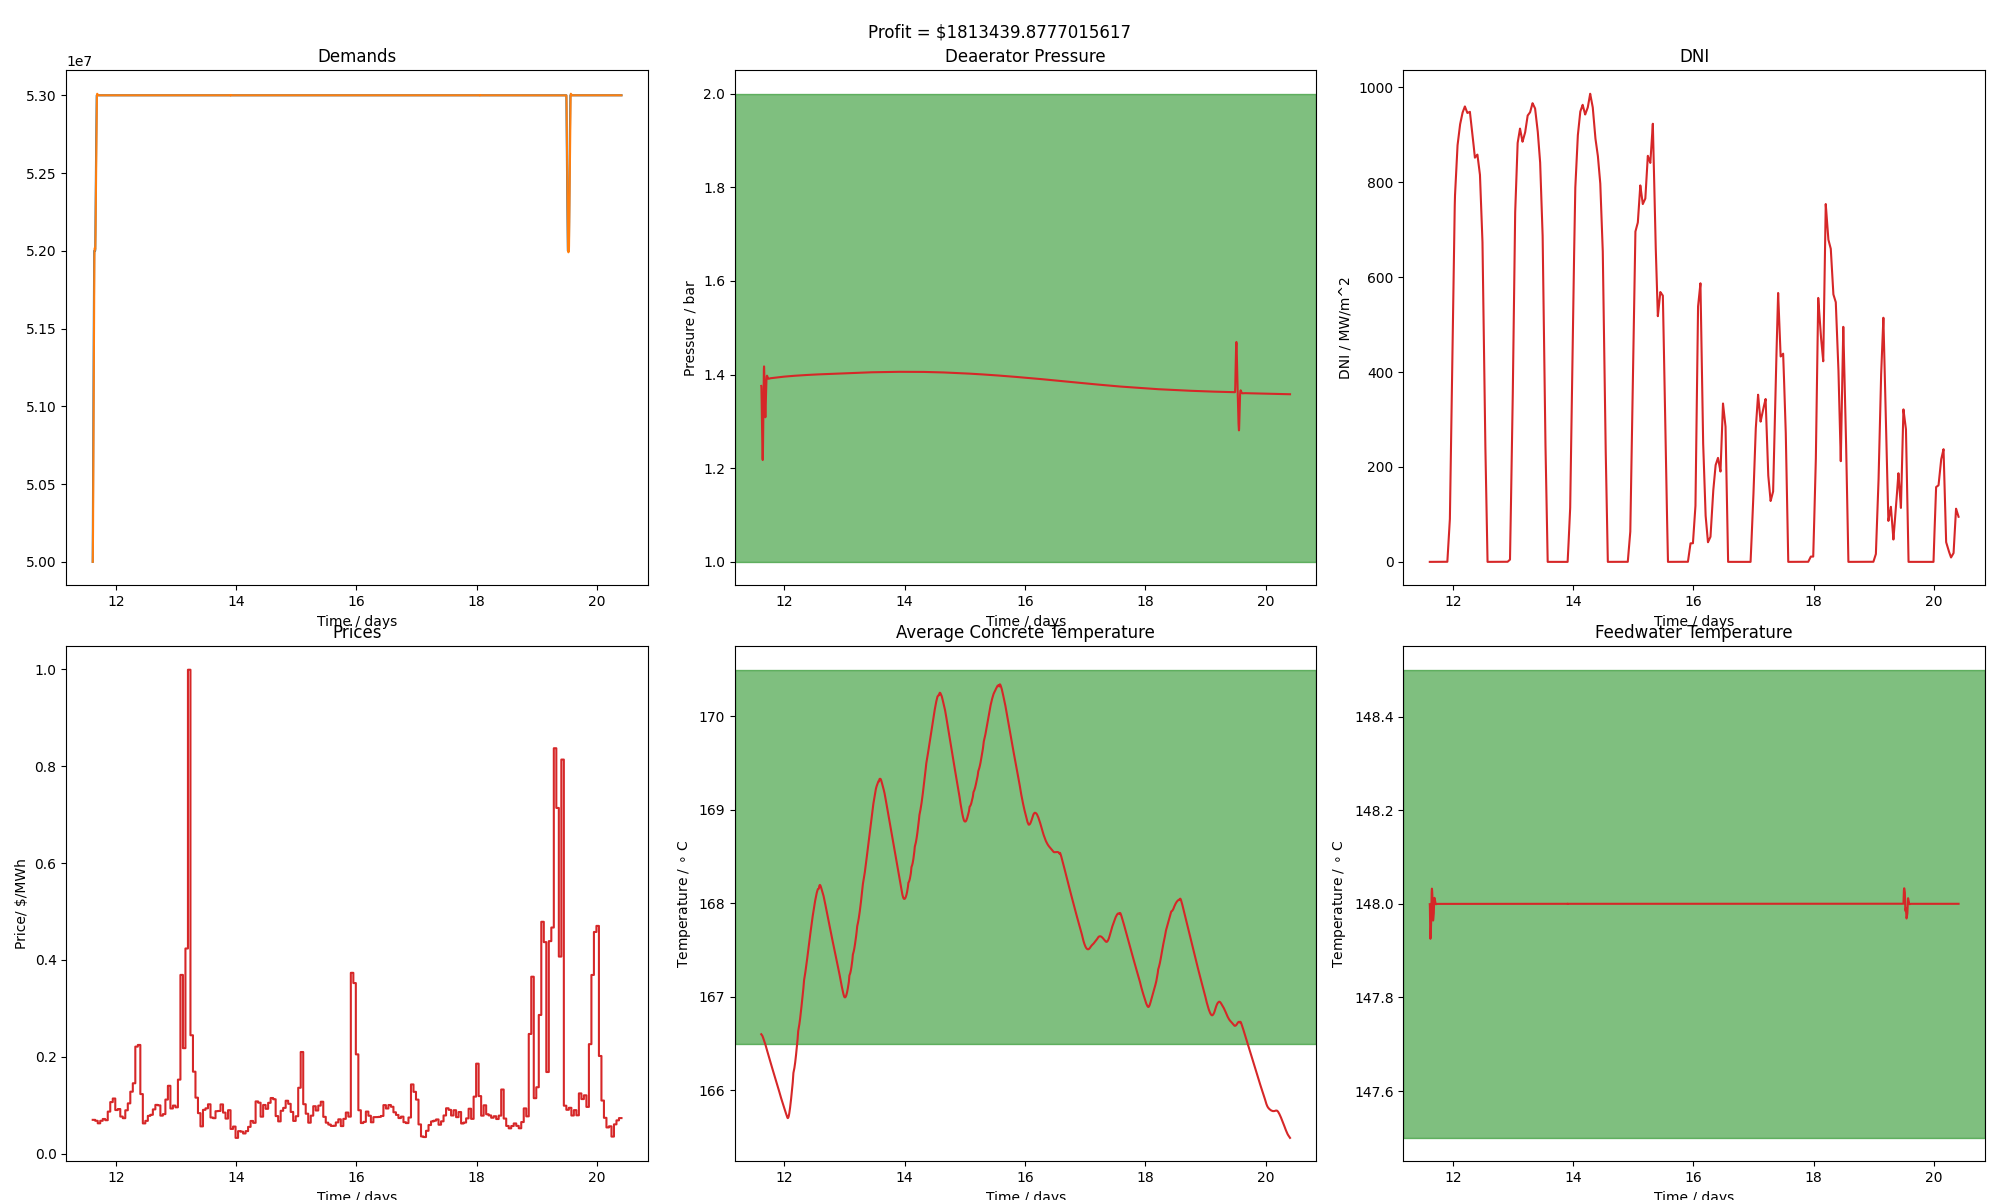 Profit = $1813439.8777015617
Demands
1e7
5.30
5.25
5.20
5.15
5.10
5.05
5.00
12 14 16 18 20
Time / days
Deaerator Pressure
Pressure / bar
2.0
1.8
1.6
1.4
1.2
1.0
12 14 16 18 20
Time / days
DNI
DNI / MW/m^2
1000
800
600
400
200
0
12 14 16 18 20
Time / days
Prices
Price/ $/MWh
1.0
0.8
0.6
0.4
0.2
0.0
12 14 16 18 20
Time / days
Average Concrete Temperature
Temperature / ∘ C
170
169
168
167
166
12 14 16 18 20
Time / days
Feedwater Temperature
Temperature / ∘ C
148.4
148.2
148.0
147.8
147.6
12 14 16 18 20
Time / days